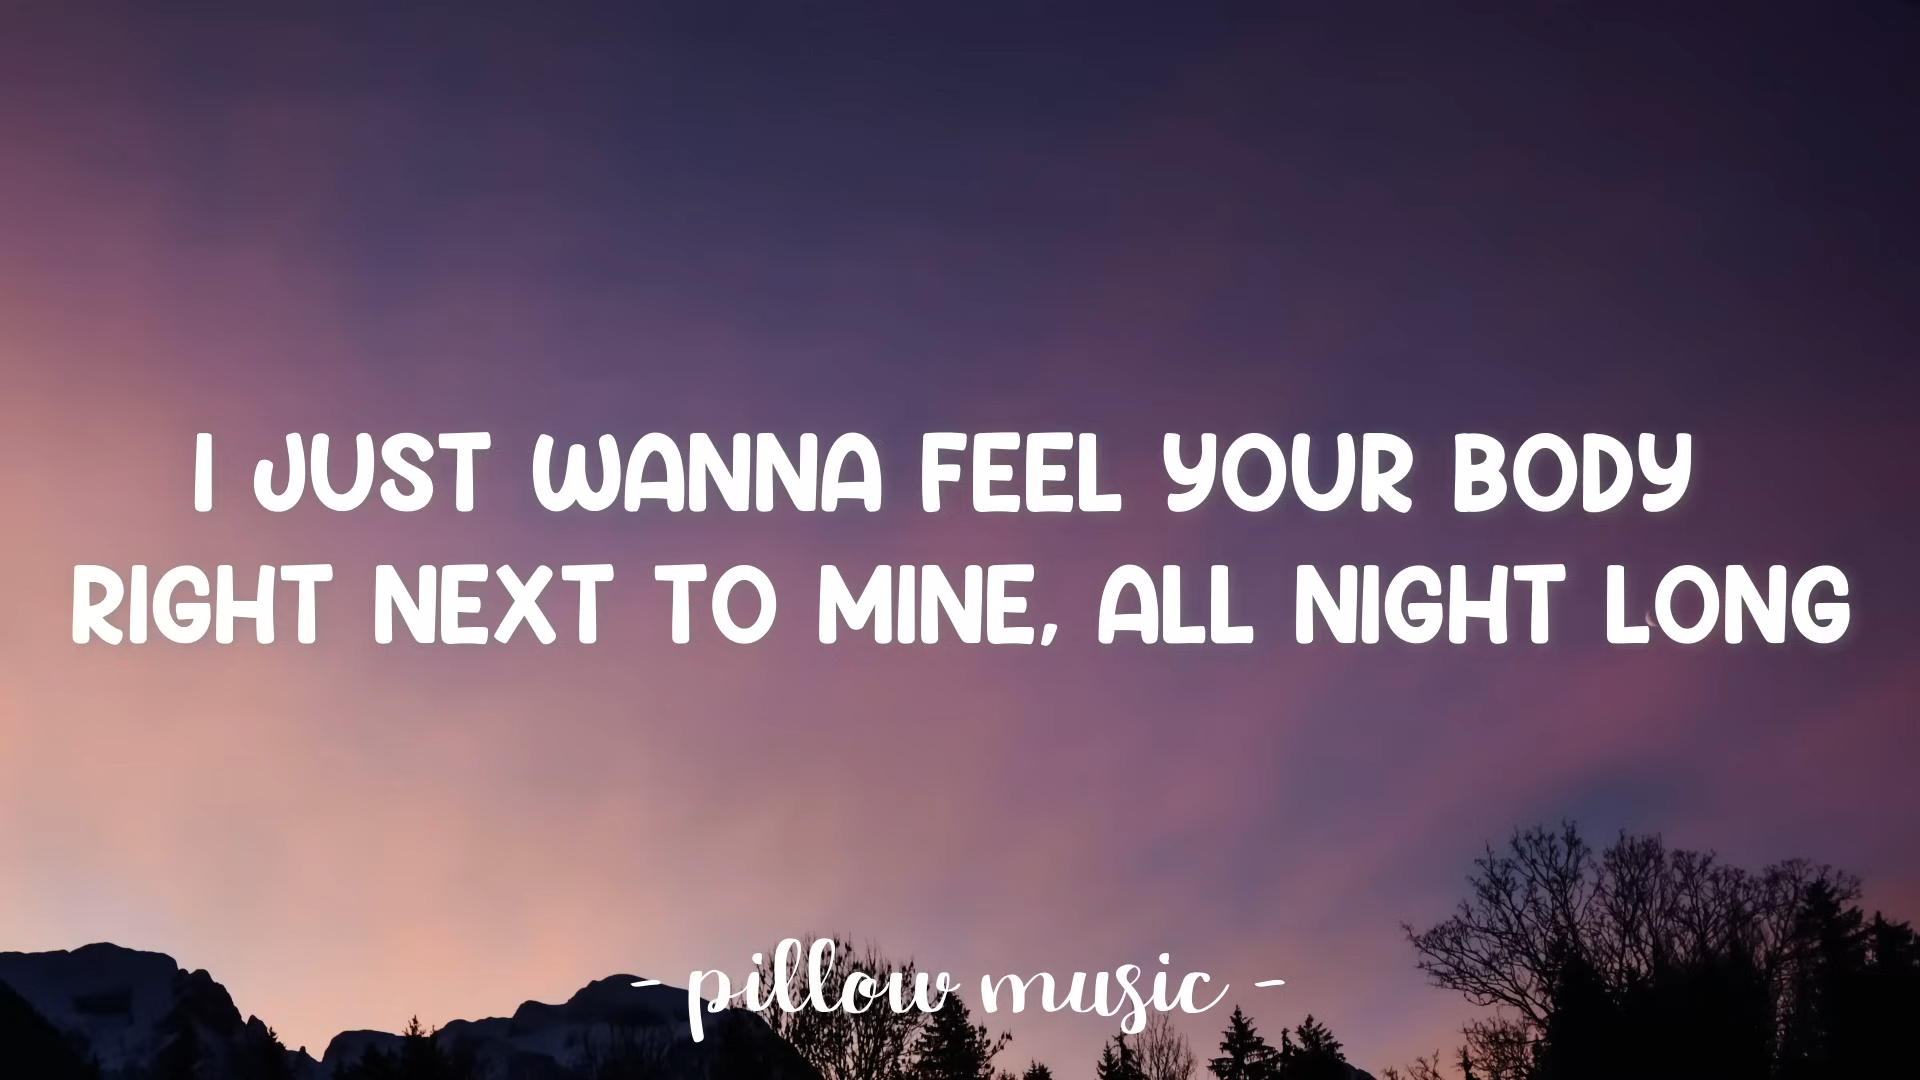 I JUST WANNA FEEL YOUR BODY
RIGHT NEXT TO MINE, ALL NIGHT LONG
- pillow music -